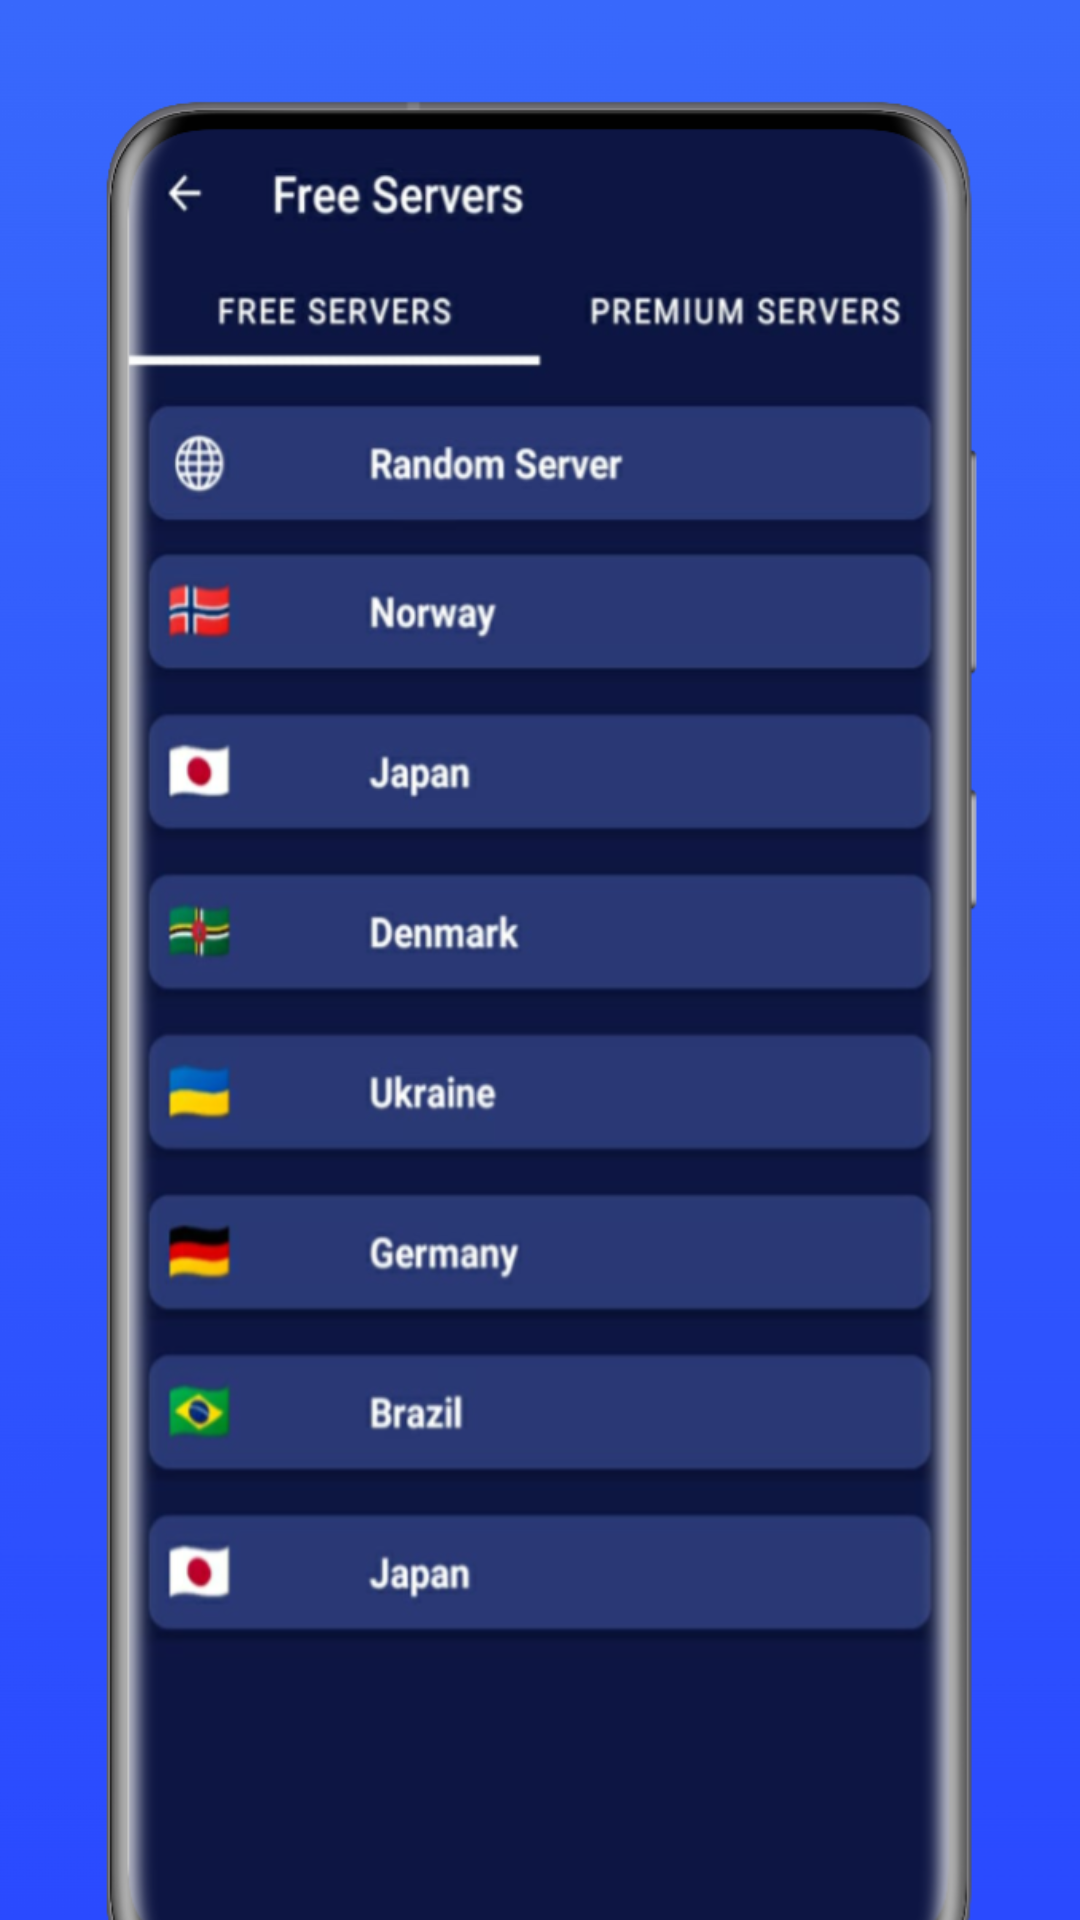 Free Servers
FREE SERVERS
PREMIUM SERVERS
Random Server
Norway
Japan
Denmark
Ukraine
Germany
Brazil
Japan